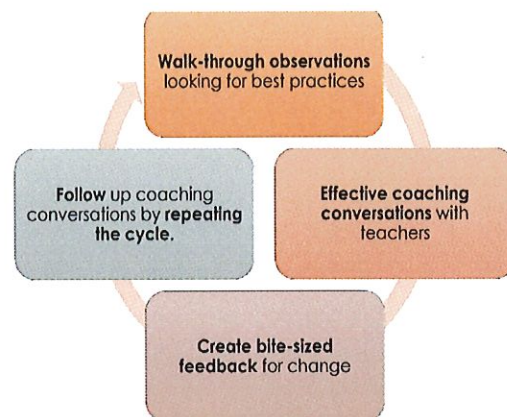 Walk-through observations
looking for best practices
Effective coaching
conversations with
teachers
Create bite-sized
feedback for change
Follow up coaching
conversations by repeating
the cycle.